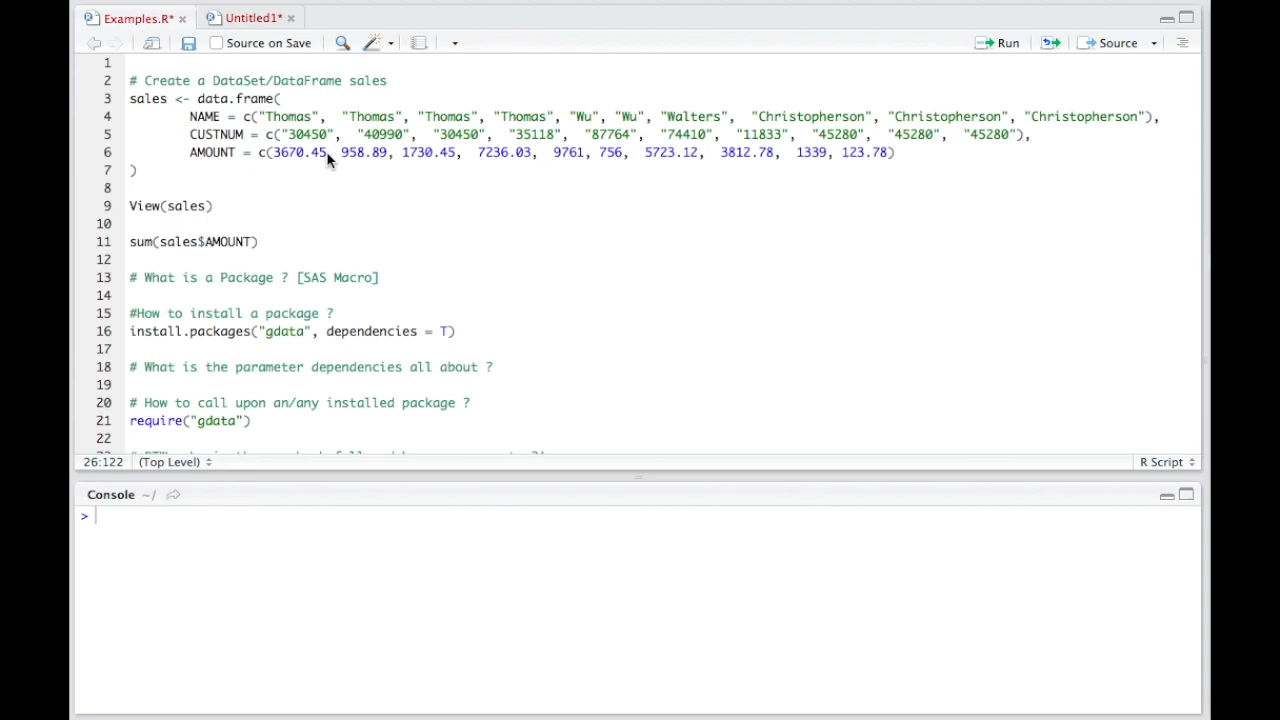 Examples.R* Untitled1*
Source on Save Run Source
1
2 # Create a DataSet/DataFrame sales
3 sales <- data.frame(
4 NAME = c("Thomas", "Thomas", "Thomas", "Thomas", "Wu", "Wu", "Walters", "Christopherson", "Christopherson", "Christopherson"),
5 CUSTNUM = c("30450", "40990", "30450", "35118", "87764", "74410", "11833", "45280", "45280", "45280"),
6 AMOUNT = c(3670.45, 958.89, 1730.45, 7236.03, 9761, 756, 5723.12, 3812.78, 1339, 123.78)
7 )
8
9 View(sales)
10
11 sum(sales$AMOUNT)
12
13 # What is a Package ? [SAS Macro]
14
15 #How to install a package ?
16 install.packages("gdata", dependencies = T)
17
18 # What is the parameter dependencies all about ?
19
20 # How to call upon an/any installed package ?
21 require("gdata")
22
26:122 (Top Level) R Script
Console ~/
>